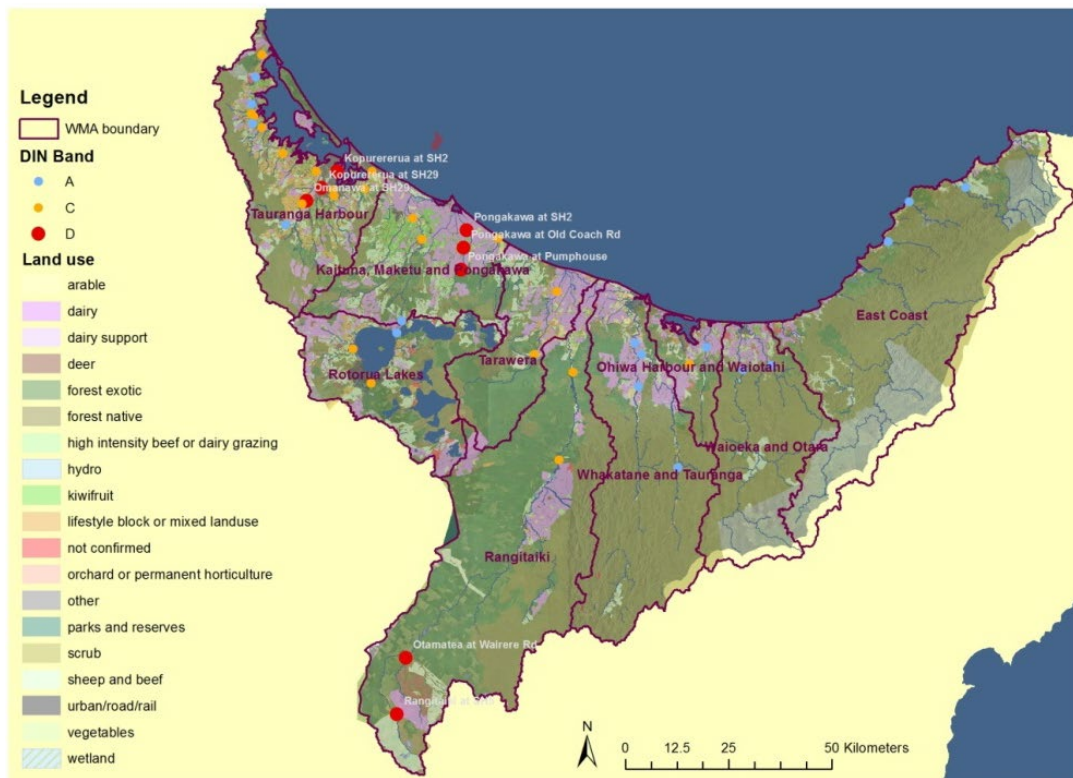 Legend
WMA boundary
DIN Band
A
C
D
Land use
arable
dairy
dairy support
deer
forest exotic
forest native
high intensity beef or dairy grazing
hydro
kiwifruit
lifestyle block or mixed landuse
not confirmed
orchard or permanent horticulture
other
parks and reserves
scrub
sheep and beef
urban/road/rail
vegetables
wetland
Kopurererua at SH2
Kopurererua at SH29
Omanawa at SH29
Tauranga Harbour
Pongakawa at SH2
Pongakawa at Old Coach Rd
Pongakawa at Pumphouse
Kaituna, Maketu and Pongakawa
East Coast
Tarawera
Rotorua Lakes
Ohiwa Harbour and Waiotahi
Waioeka and Otara
Whakatane and Tauranga
Rangitaiki
Otamatea at Wairere Rd
Rangitaiki at
N
0 12.5 25 50 Kilometers